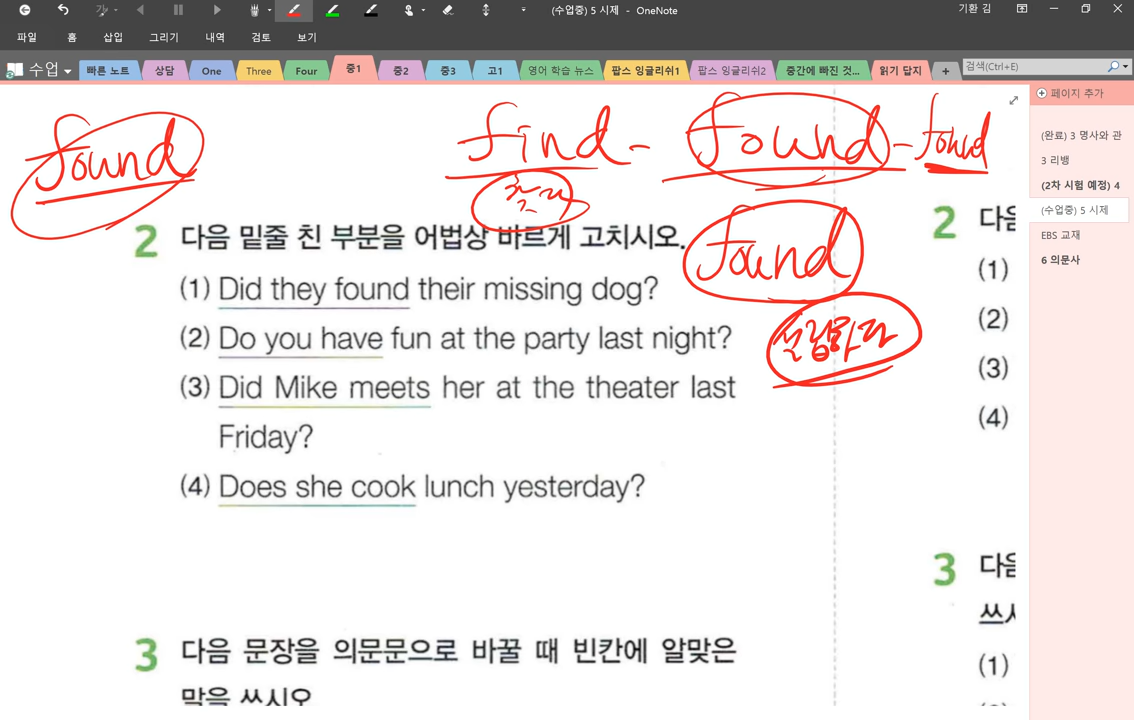 (수업중) 5 시제 - OneNote
기환 김
파일 홈 삽입 그리기 내역 검토 보기
수업 빠른 노트 상담 One Three Four 중1 중2 중3 고1 영어 학습 뉴스 팝스 잉글리쉬1 팝스 잉글리쉬2 중간에 빠진 것... 읽기 답지 + 검색(Ctrl+E)
페이지 추가
(완료) 3 명사와 관
3 리뱅
(2차 시험 예정) 4
(수업중) 5 시제
EBS 교재
6 의문사
found find - found - found
찾다
found
설립하다
2 다음 밑줄 친 부분을 어법상 바르게 고치시오.
(1) Did they found their missing dog?
(2) Do you have fun at the party last night?
(3) Did Mike meets her at the theater last
Friday?
(4) Does she cook lunch yesterday?
3 다음 문장을 의문문으로 바꿀 때 빈칸에 알맞은
말을 쓰시오
2 다음
(1)
(2)
(3)
(4)
3 다음
쓰시
(1)